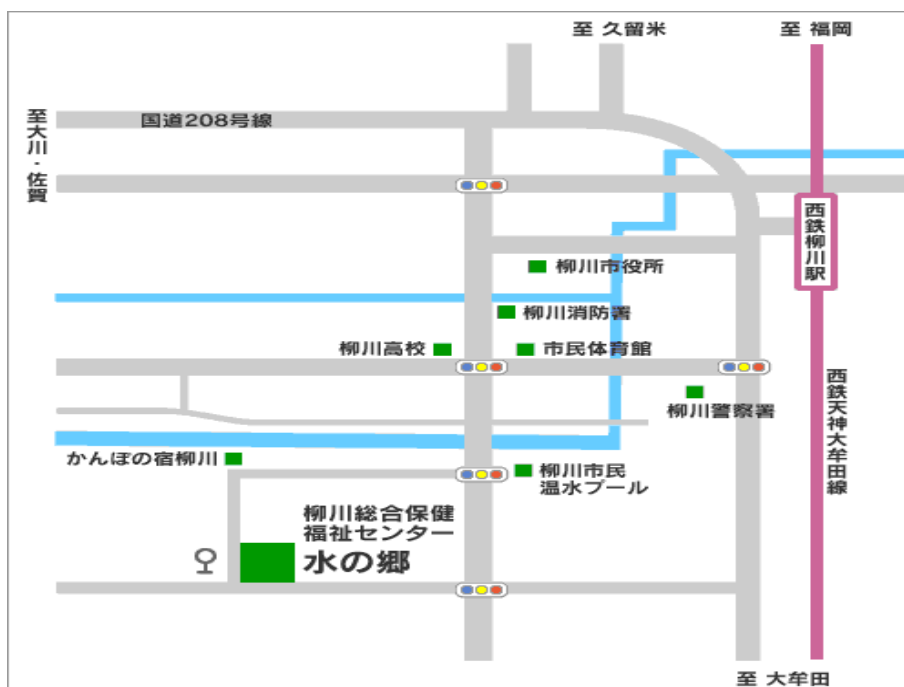 至 久留米
至 福岡
至大川・佐賀
国道208号線
西鉄柳川駅
柳川市役所
柳川消防署
柳川高校
市民体育館
西鉄天神大牟田線
柳川警察署
かんぽの宿柳川
柳川市民
温水プール
柳川総合保健
福祉センター
水の郷
至 大牟田